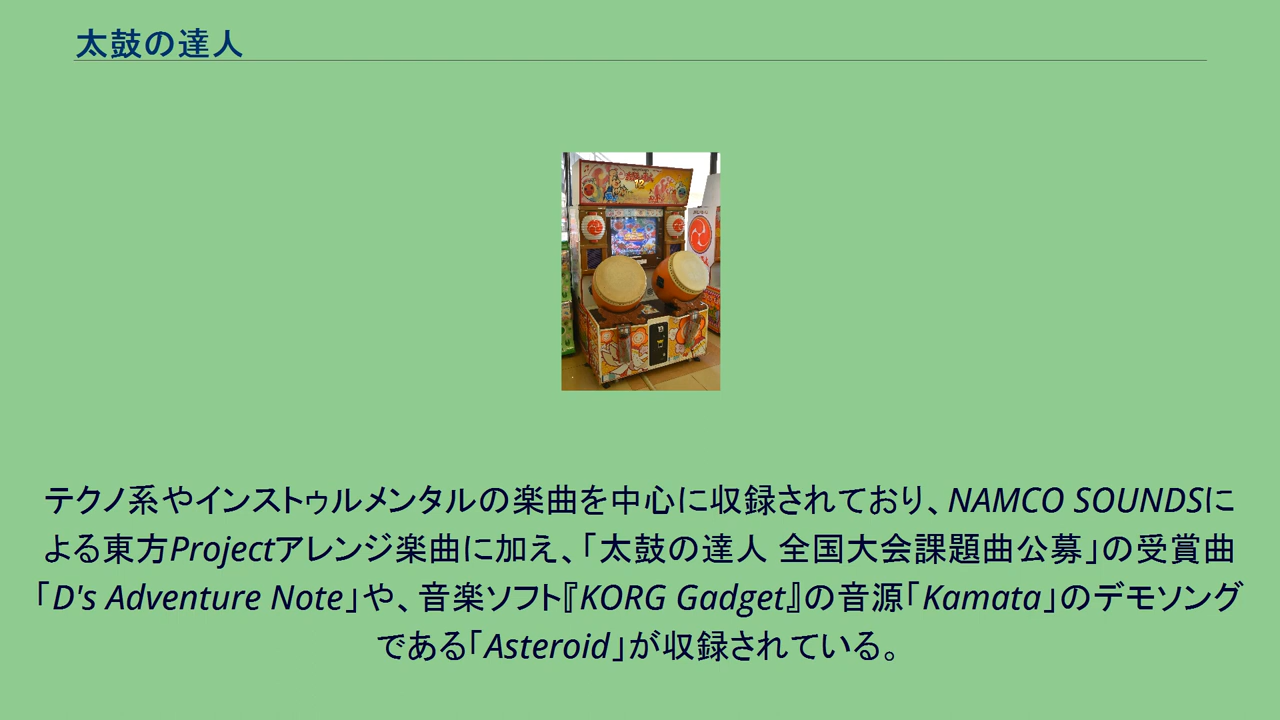 太鼓の達人
テクノ系やインストゥルメンタルの楽曲を中心に収録されており、NAMCO SOUNDSに
よる東方Projectアレンジ楽曲に加え、「太鼓の達人 全国大会課題曲公募」の受賞曲
「D's Adventure Note」や、音楽ソフト『KORG Gadget』の音源「Kamata」のデモソング
である「Asteroid」が収録されている。